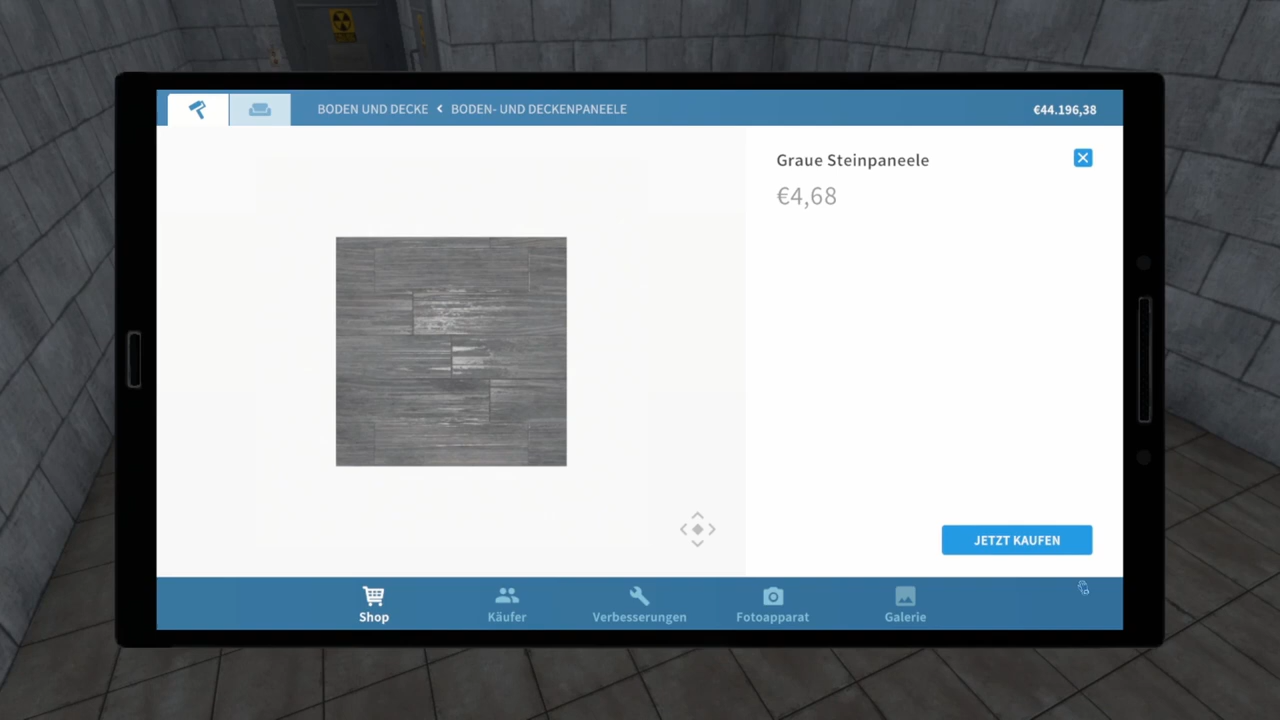 BODEN UND DECKE < BODEN- UND DECKENPANEELE
€44.196,38
Graue Steinpaneele
€4,68
JETZT KAUFEN
Shop
Käufer
Verbesserungen
Fotoapparat
Galerie